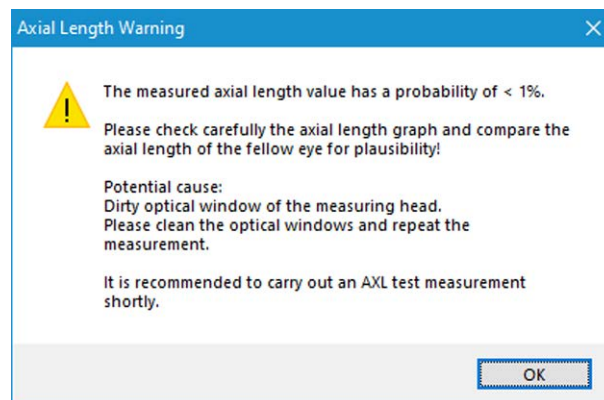 Axial Length Warning
The measured axial length value has a probability of < 1%.
Please check carefully the axial length graph and compare the
axial length of the fellow eye for plausibility!
Potential cause:
Dirty optical window of the measuring head.
Please clean the optical windows and repeat the
measurement.
It is recommended to carry out an AXL test measurement
shortly.
OK